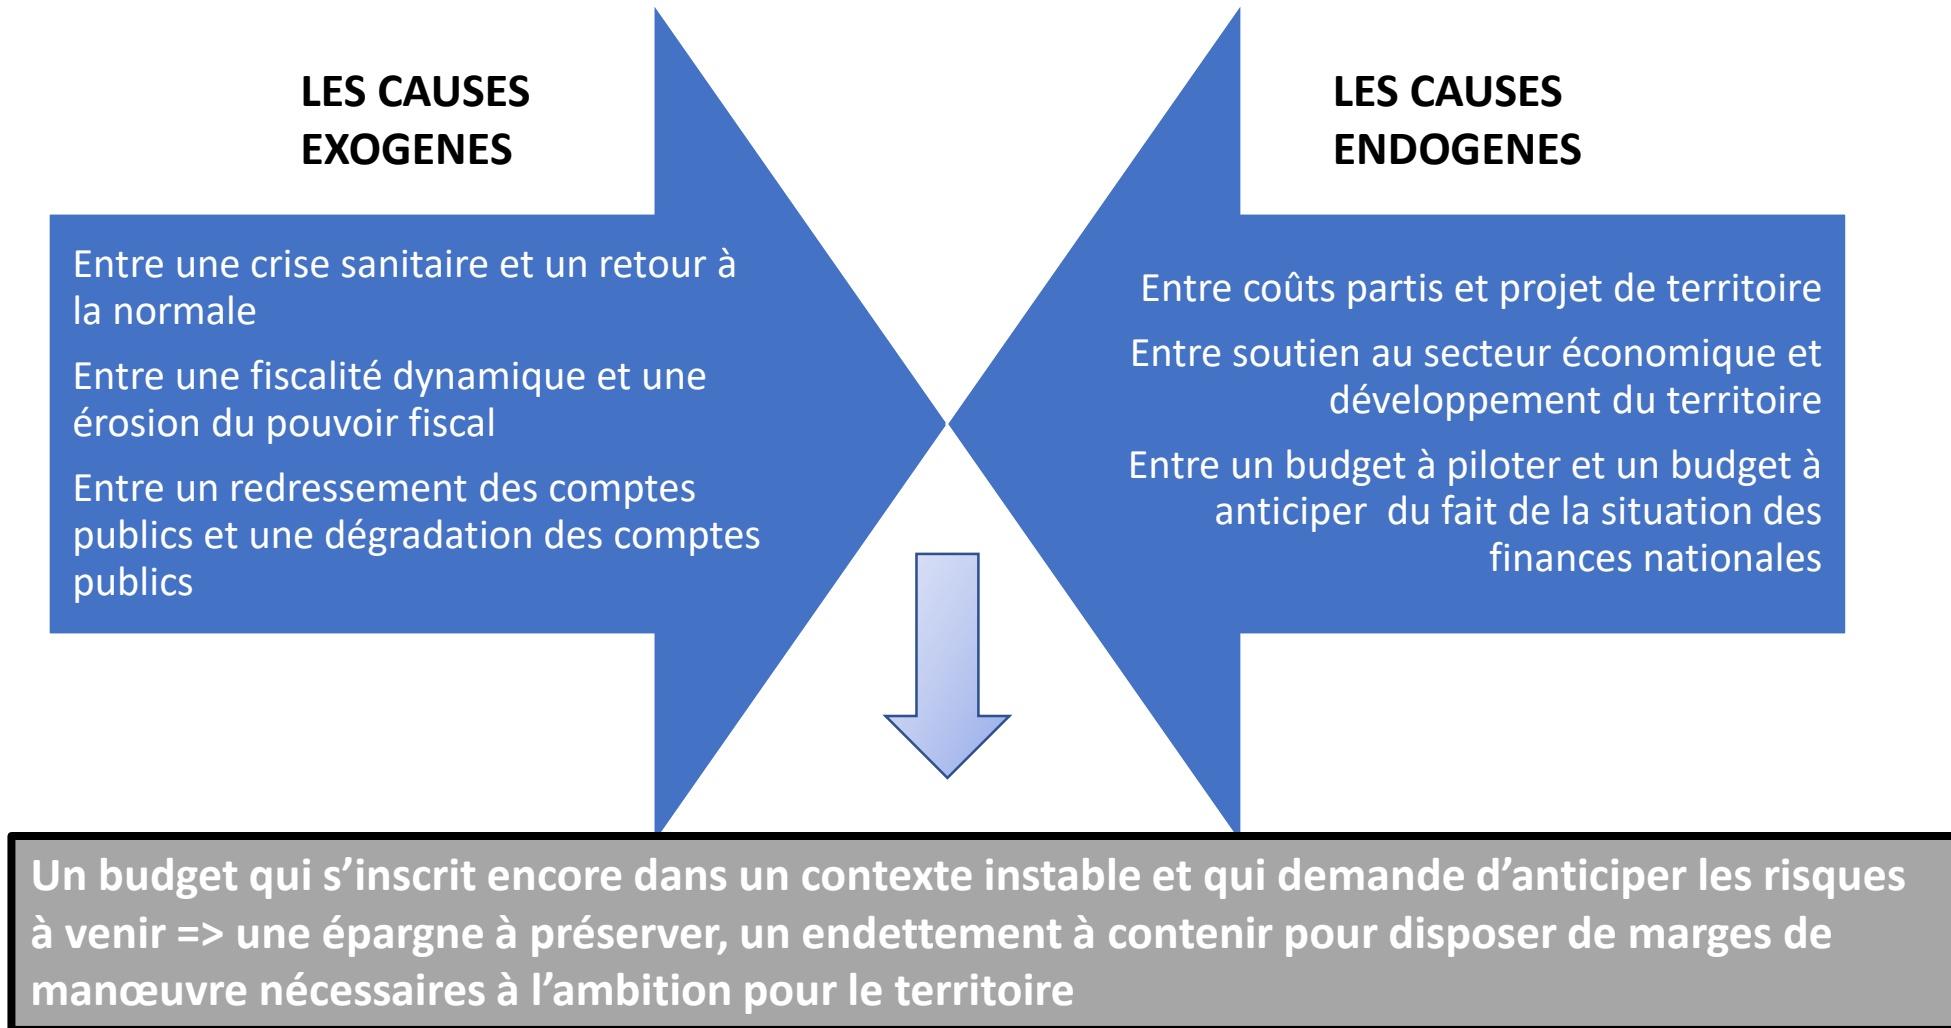 LES CAUSES
EXOGENES
Entre une crise sanitaire et un retour à
la normale
Entre une fiscalité dynamique et une
érosion du pouvoir fiscal
Entre un redressement des comptes
publics et une dégradation des comptes
publics
LES CAUSES
ENDOGENES
Entre coûts partis et projet de territoire
Entre soutien au secteur économique et
développement du territoire
Entre un budget à piloter et un budget à
anticiper  du fait de la situation des
finances nationales
Un budget qui s’inscrit encore dans un contexte instable et qui demande d’anticiper les risques
à venir => une épargne à préserver, un endettement à contenir pour disposer de marges de
manœuvre nécessaires à l’ambition pour le territoire